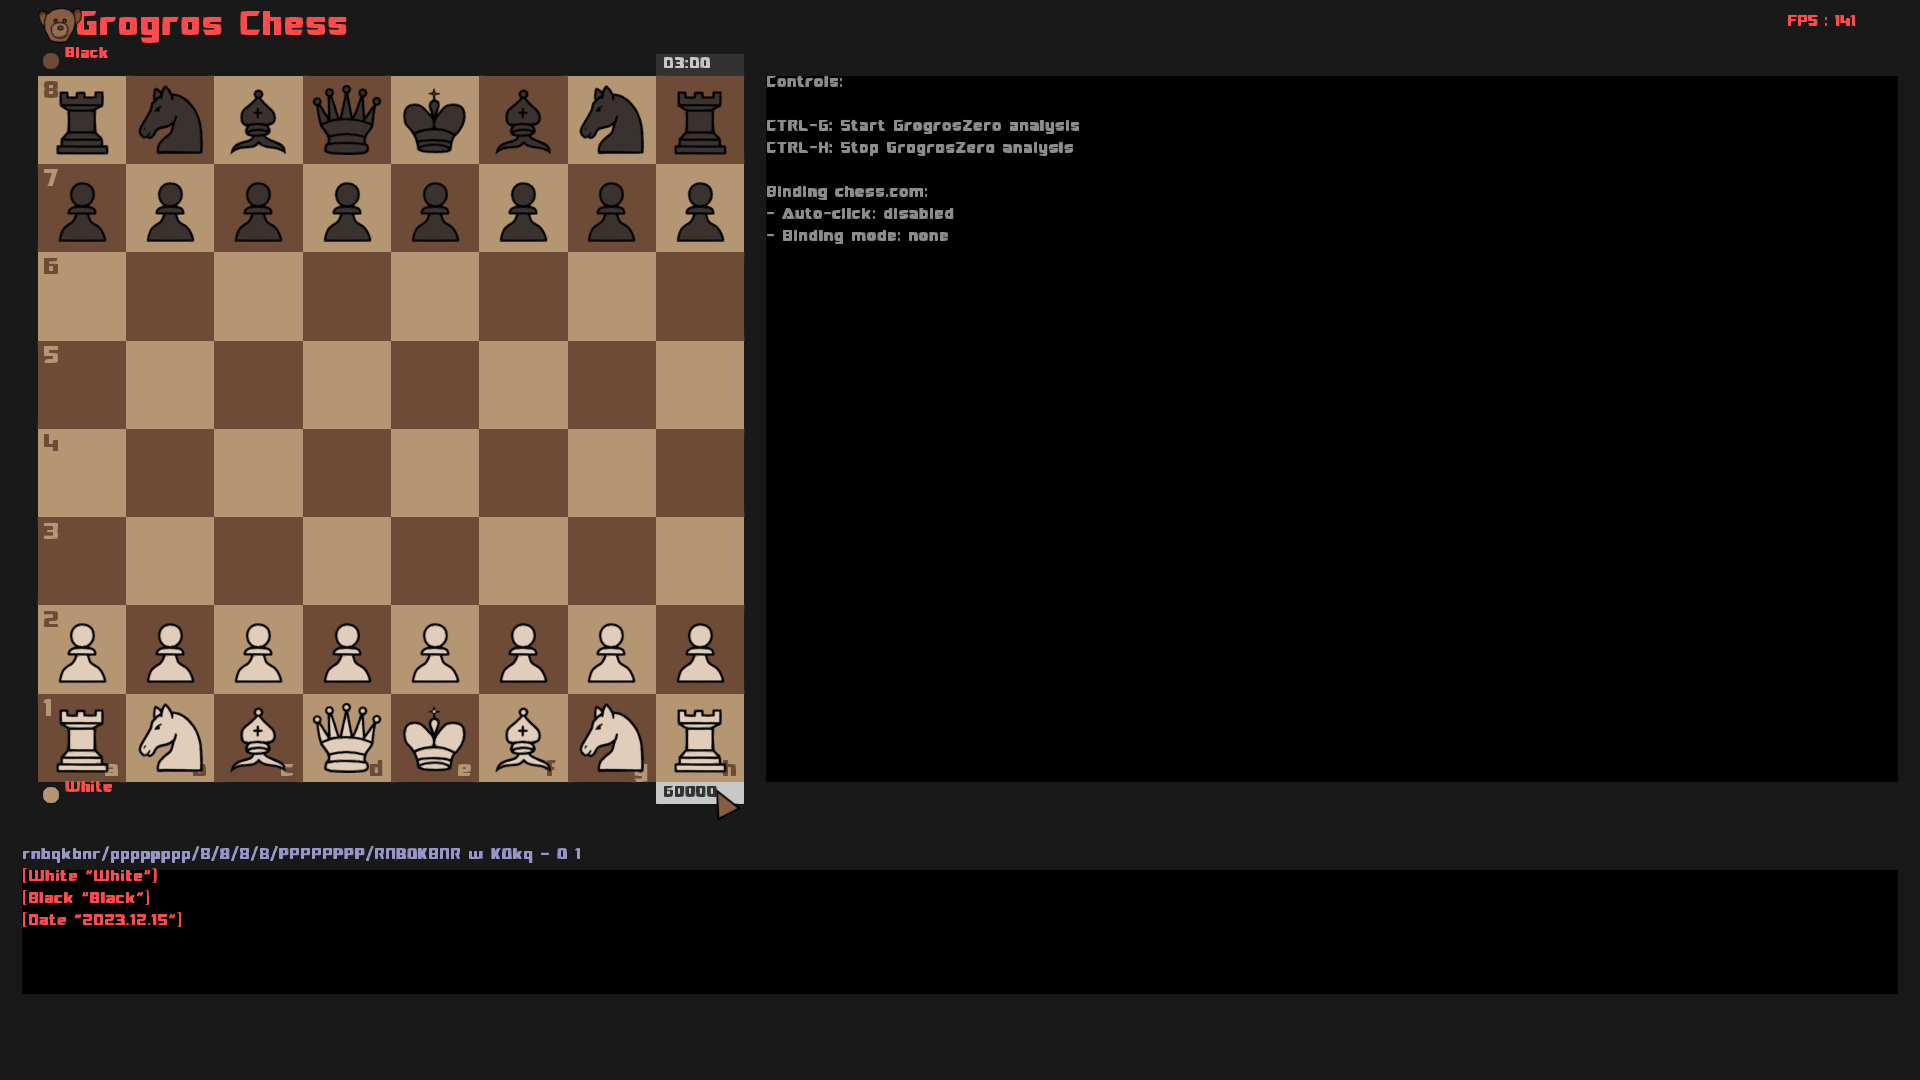 Grogros Chess
FPS : 141
Black
03:00
8
7
6
5
4
3
2
1
a b c d e f g h
White
60000
Controls:
CTRL-G: Start GrogrosZero analysis
CTRL-H: Stop GrogrosZero analysis
Binding chess.com:
- Auto-click: disabled
- Binding mode: none
rnbqkbnr/pppppppp/8/8/8/8/PPPPPPPP/RNBQKBNR w KQkq - 0 1
[White "White"]
[Black "Black"]
[Date "2023.12.15"]